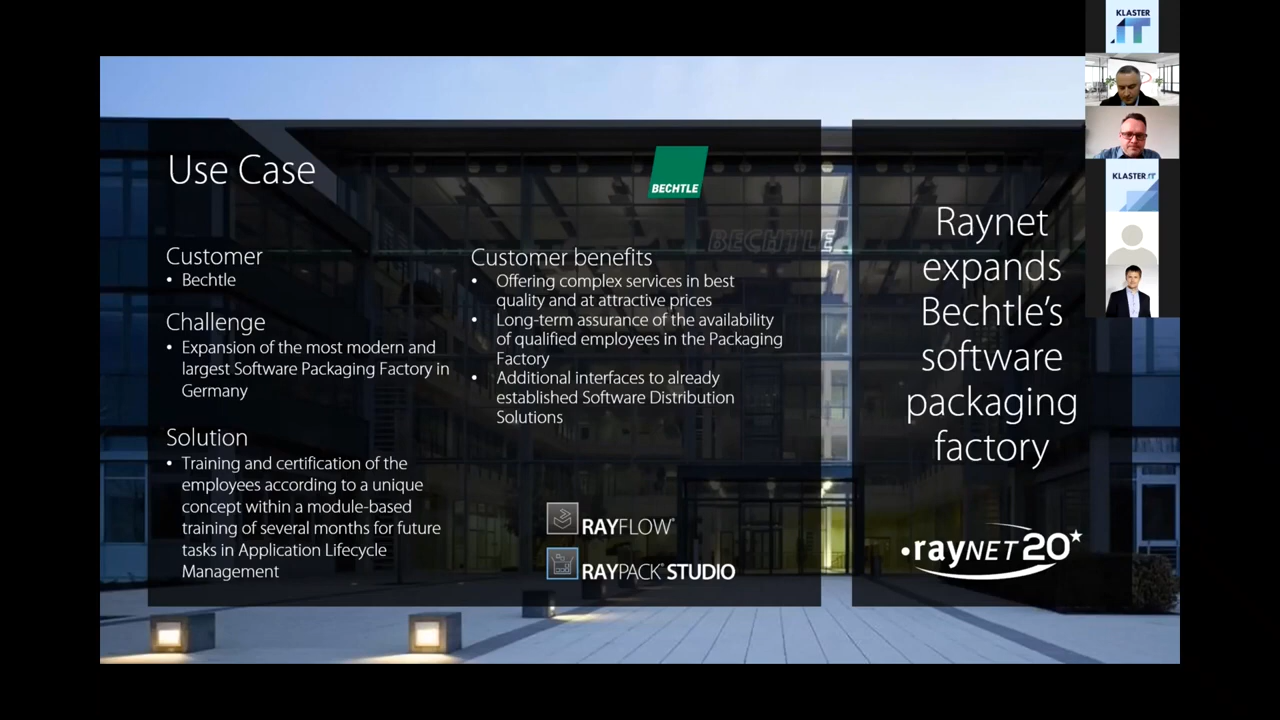 KLASTER
IT
Use Case
BECHTLE
BECHTLE
Customer
• Bechtle
Challenge
• Expansion of the most modern and
largest Software Packaging Factory in
Germany
Solution
• Training and certification of the
employees according to a unique
concept within a module-based
training of several months for future
tasks in Application Lifecycle
Management
Customer benefits
• Offering complex services in best
quality and at attractive prices
• Long-term assurance of the availability
of qualified employees in the Packaging
Factory
• Additional interfaces to already
established Software Distribution
Solutions
RAYFLOW®
RAYPACK® STUDIO
KLASTER IT
Raynet
expands
Bechtle’s
software
packaging
factory
rayNET 20